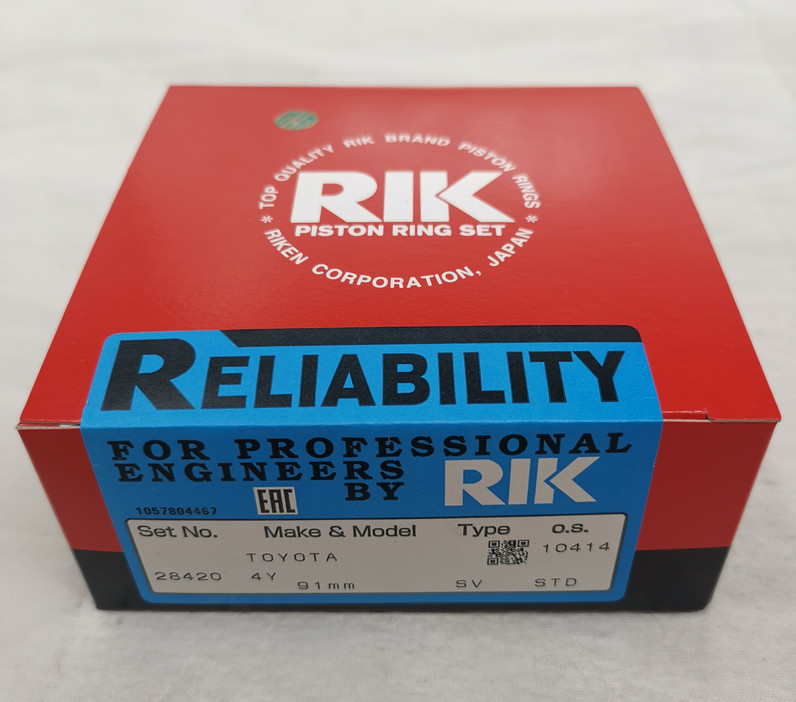 * TOP QUALITY RIK BRAND PISTON RINGS *
RIK
PISTON RING SET
RIKEN CORPORATION, JAPAN
RELIABILITY
FOR PROFESSIONAL
ENGINEERS
BY RIK
1057804467
EAC
Set No. Make & Model Type o.s.
TOYOTA 10414
28420 4Y 91mm SV STD